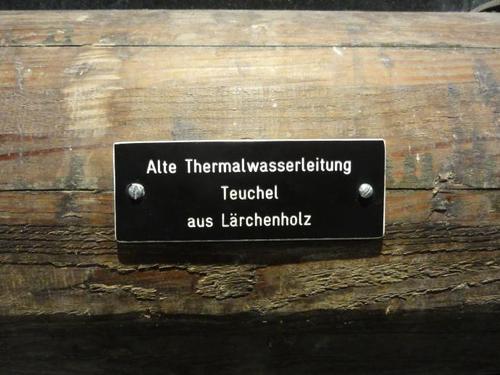 Alte Thermalwasserleitung
Teuchel
aus Lärchenholz